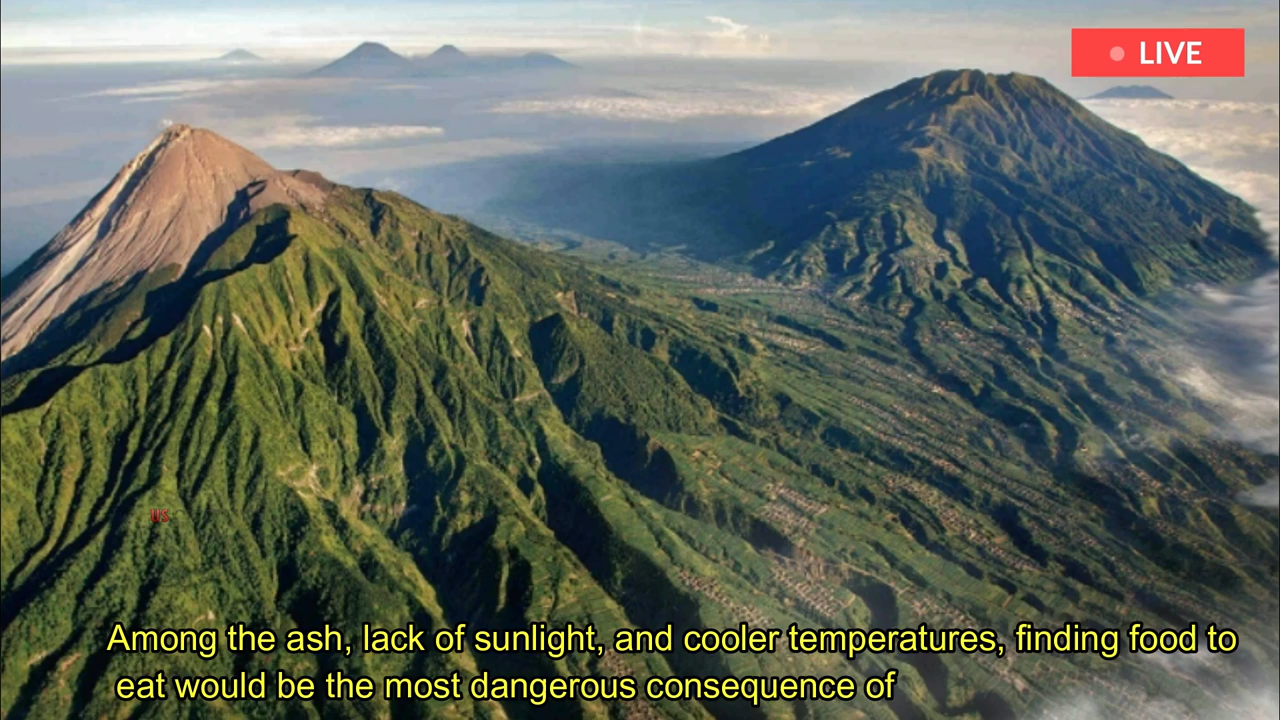 LIVE
US
Among the ash, lack of sunlight, and cooler temperatures, finding food to
eat would be the most dangerous consequence of